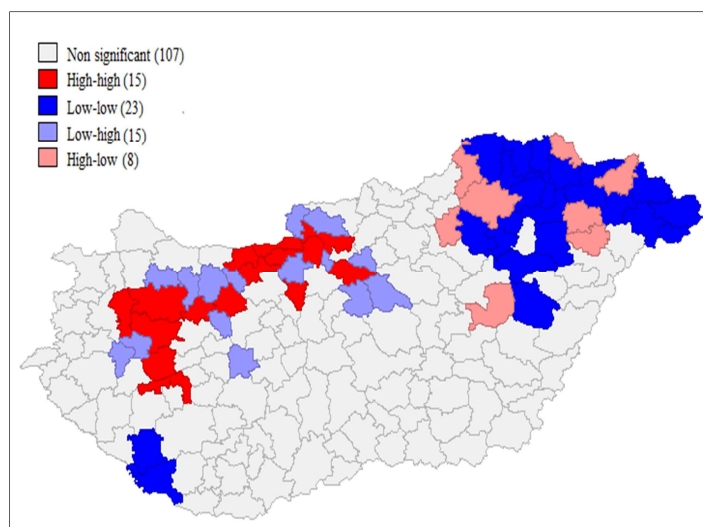 Non significant (107)
High-high (15)
Low-low (23)
Low-high (15)
High-low (8)